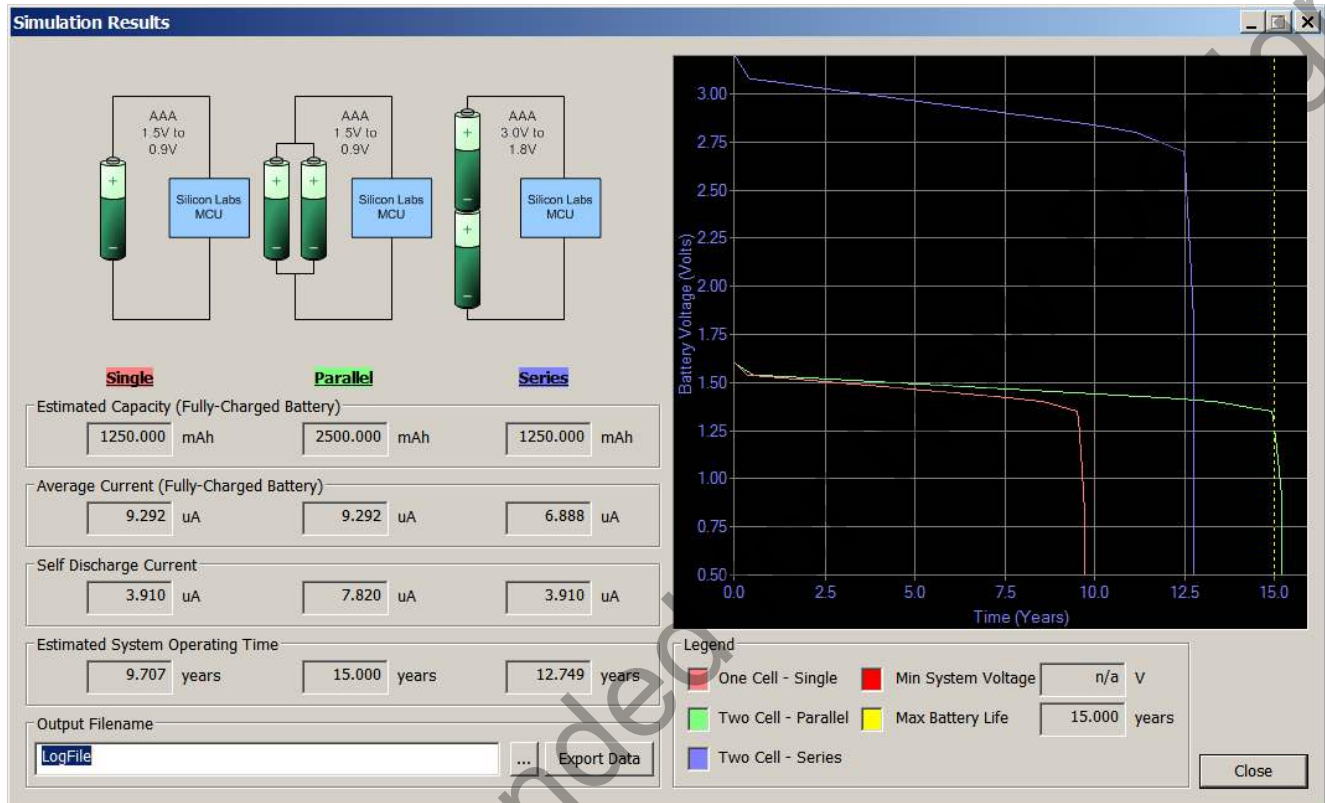 Simulation Results
AAA
1.5V to
0.9V
Silicon Labs
MCU
AAA
1.5V to
0.9V
Silicon Labs
MCU
AAA
3.0V to
1.8V
Silicon Labs
MCU
Single
Parallel
Series
Estimated Capacity (Fully-Charged Battery)
1250.000 mAh 2500.000 mAh 1250.000 mAh
Average Current (Fully-Charged Battery)
9.292 uA 9.292 uA 6.888 uA
Self Discharge Current
3.910 uA 7.820 uA 3.910 uA
Estimated System Operating Time
9.707 years 15.000 years 12.749 years
Output Filename
LogFile ... Export Data
Battery Voltage (Volts)
3.00
2.75
2.50
2.25
2.00
1.75
1.50
1.25
1.00
0.75
0.50
0.0 2.5 5.0 7.5 10.0 12.5 15.0
Time (Years)
Legend
One Cell - Single Min System Voltage n/a V
Two Cell - Parallel Max Battery Life 15.000 years
Two Cell - Series
Close